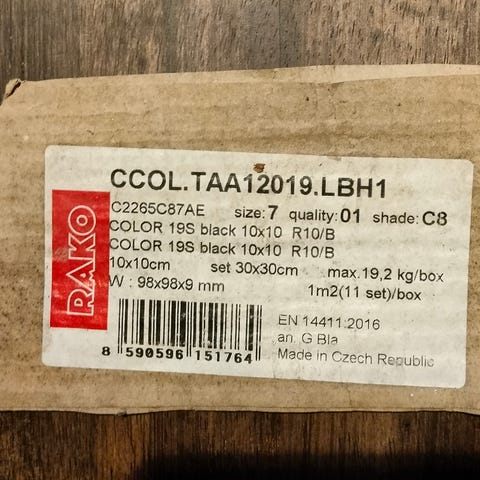 CCOL.TAA12019.LBH1
C2265C87AE size:7 quality:01 shade:C8
COLOR 19S black 10x10 R10/B
COLOR 19S black 10x10 R10/B
10x10cm set 30x30cm max.19,2 kg/box
W : 98x98x9 mm 1m2(11 set)/box
RAKO
EN 14411:2016
an. G BIa
Made in Czech Republic
8 590596 151764